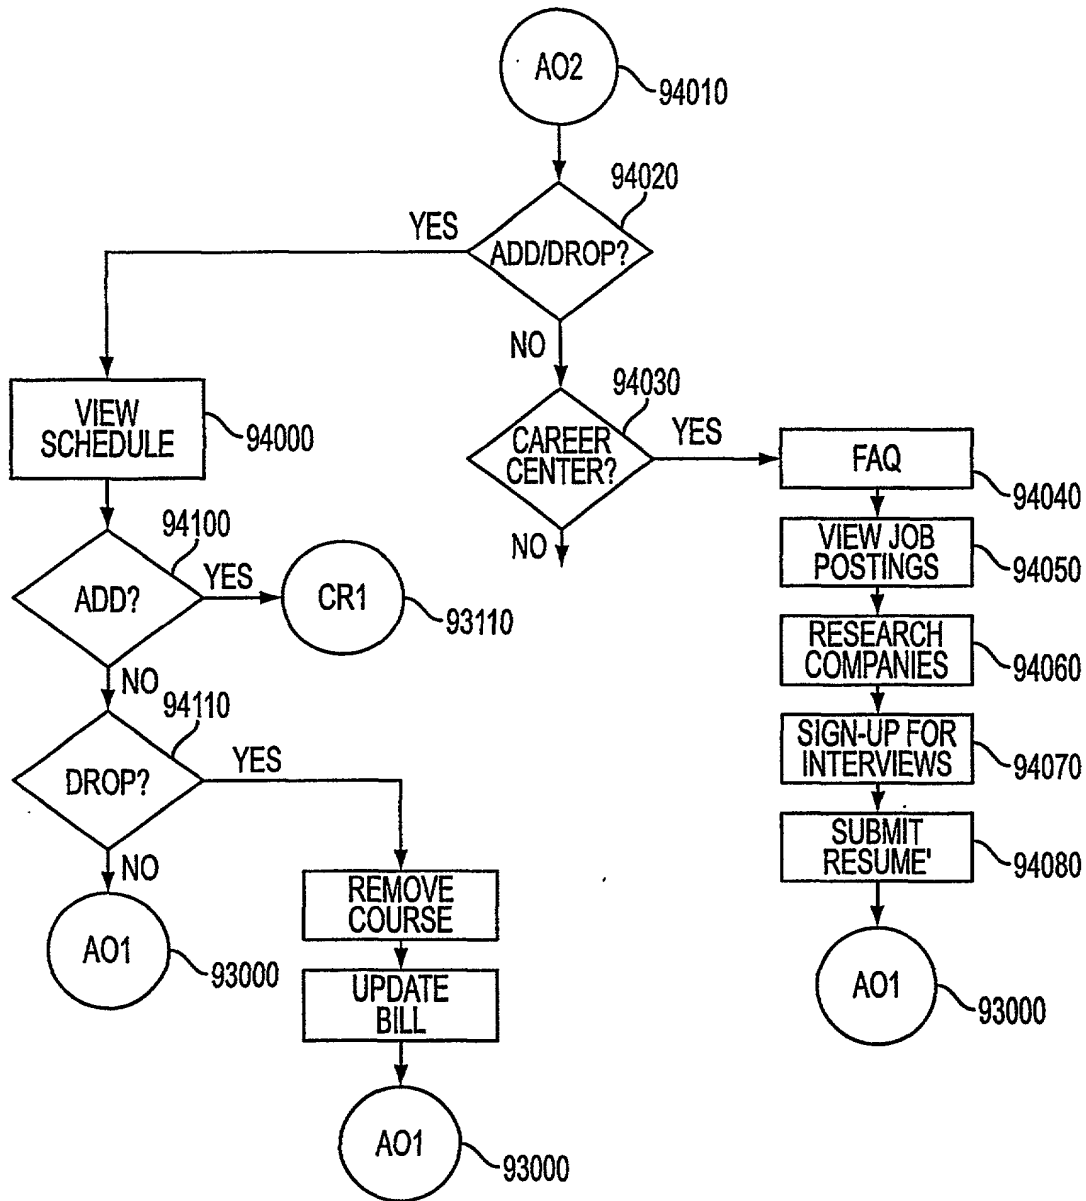 AO2
94010
94020
YES
ADD/DROP?
NO
94030
VIEW
SCHEDULE
94000
CAREER
CENTER?
YES
NO
FAQ
94040
VIEW JOB
POSTINGS
94050
RESEARCH
COMPANIES
94060
SIGN-UP FOR
INTERVIEWS
94070
SUBMIT
RESUME'
94080
AO1
93000
94100
ADD?
YES
CR1
93110
NO
94110
DROP?
YES
NO
AO1
93000
REMOVE
COURSE
UPDATE
BILL
AO1
93000